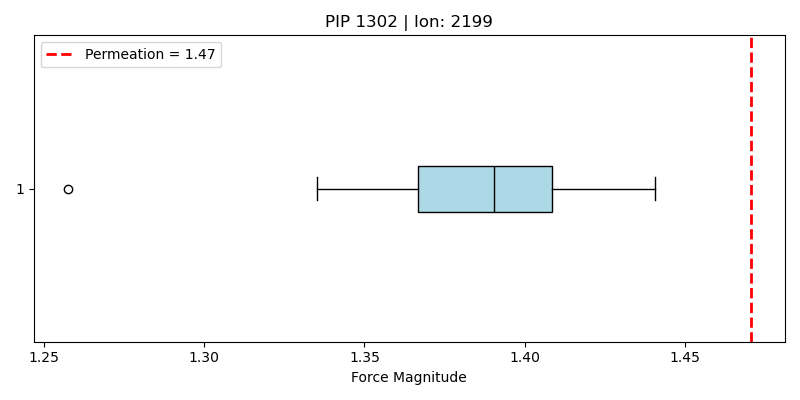 PIP 1302 | Ion: 2199
Permeation = 1.47
1
1.25 1.30 1.35 1.40 1.45
Force Magnitude